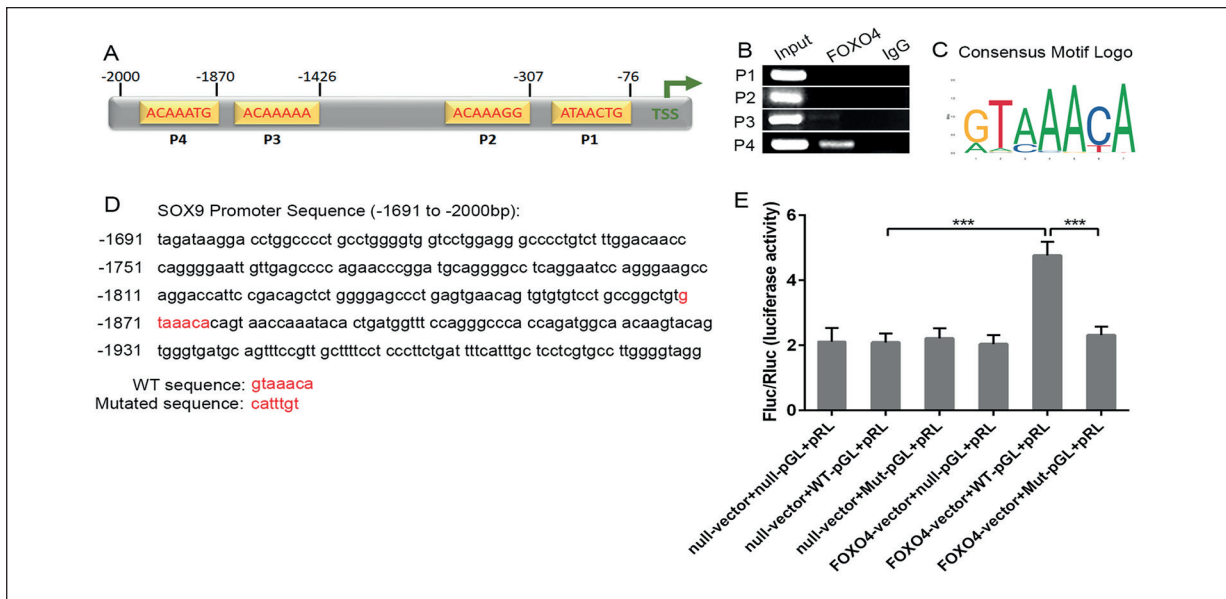 A
-2000 -1870 -1426 -307 -76
ACAAATG ACAAAAA ACAAAGG ATAACTG TSS
P4 P3 P2 P1
B
Input FOXO4 IgG
P1
P2
P3
P4
C Consensus Motif Logo
GTAAACA
D SOX9 Promoter Sequence (-1691 to -2000bp):
-1691 tagataagga cctggcccct gcctggggtg gtcctggagg gcccctgtct ttggacaacc
-1751 caggggaatt gttgagcccc agaacccgga tgcaggggcc tcaggaatcc agggaagcc
-1811 aggaccattc cgacagctct ggggagccct gagtgaacag tgtgtgtcct gccggctgtg
-1871 taaacacagt aaccaaataca ctgatggttt ccagggccca ccagatggca acaagtacag
-1931 tgggtgatgc agtttccgtt gcttttcct cccttctgat tttcatttgc tcctcgtgcc ttggggtagg
WT sequence: gtaaaca
Mutated sequence: catttgt
E
Fluc/Rluc (luciferase activity)
6
4
2
0
*** ***
null-vector+null-pGL+pRL
null-vector+WT-pGL+pRL
null-vector+Mut-pGL+pRL
FOXO4-vector+null-pGL+pRL
FOXO4-vector+WT-pGL+pRL
FOXO4-vector+Mut-pGL+pRL